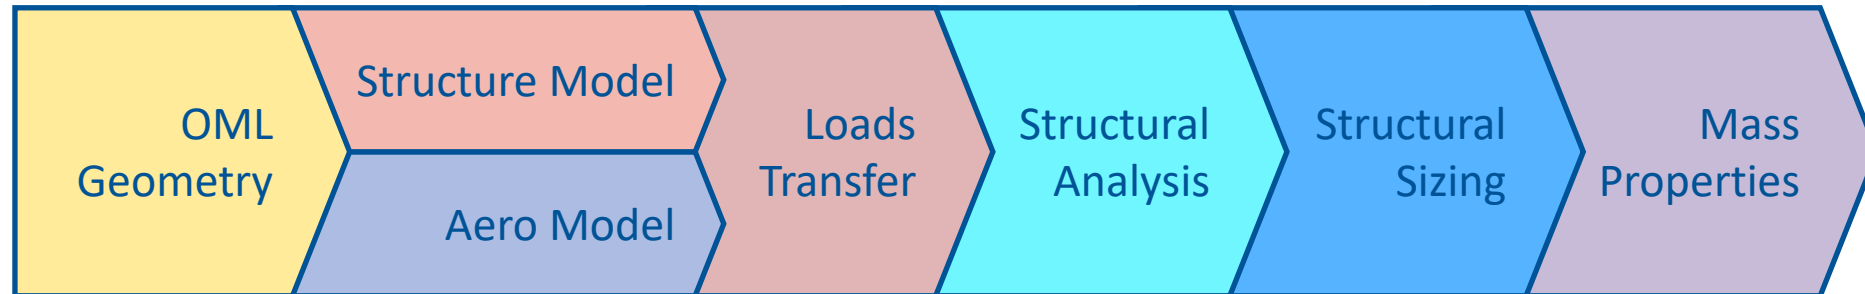 OML
Geometry
Structure Model
Aero Model
Loads
Transfer
Structural
Analysis
Structural
Sizing
Mass
Properties